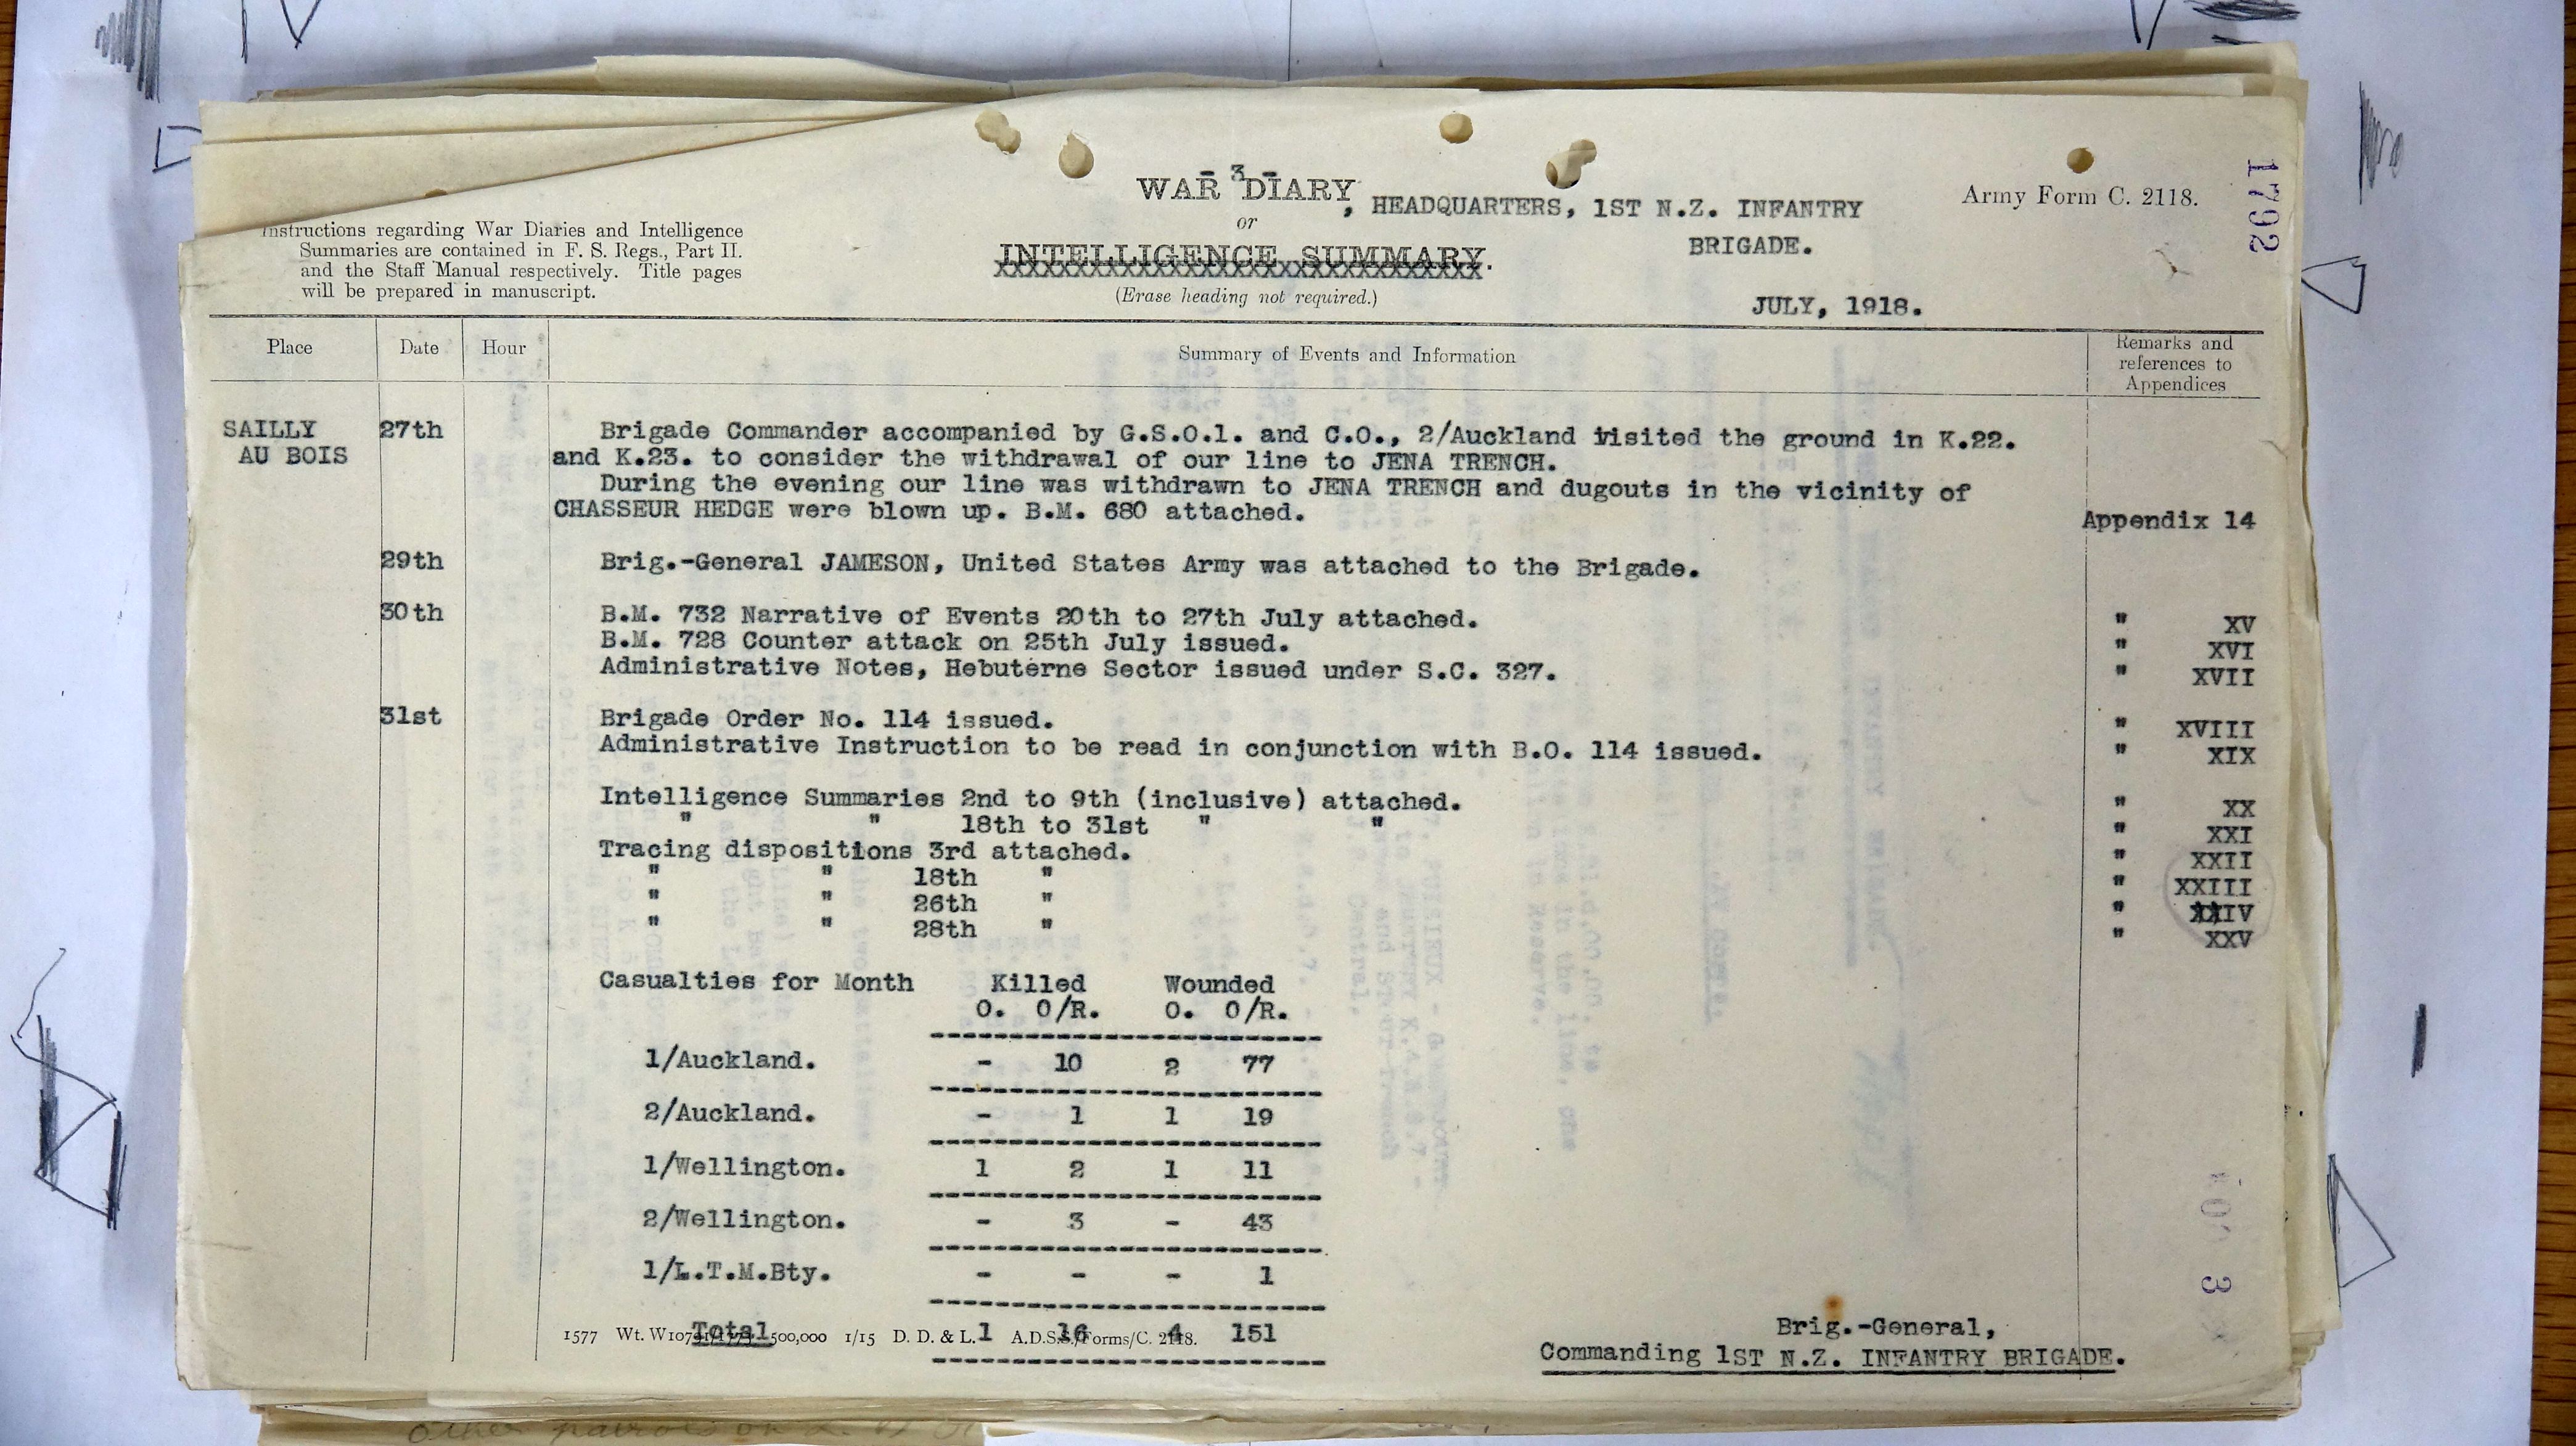 - 3 -
WAR DIARY, HEADQUARTERS, 1ST N.Z. INFANTRY
BRIGADE.
or
INTELLIGENCE SUMMARY.
(Erase heading not required.)
JULY, 1918.
Army Form C. 2118.
1792
Instructions regarding War Diaries and Intelligence
Summaries are contained in F. S. Regs., Part II.
and the Staff Manual respectively. Title pages
will be prepared in manuscript.
Place Date Hour Summary of Events and Information Remarks and
references to
Appendices
SAILLY 27th Brigade Commander accompanied by G.S.O.1. and C.O., 2/Auckland visited the ground in K.22.
AU BOIS and K.23. to consider the withdrawal of our line to JENA TRENCH.
During the evening our line was withdrawn to JENA TRENCH and dugouts in the vicinity of
CHASSEUR HEDGE were blown up. B.M. 680 attached. Appendix 14
29th Brig.-General JAMESON, United States Army was attached to the Brigade.
30th B.M. 732 Narrative of Events 20th to 27th July attached. " XV
B.M. 728 Counter attack on 25th July issued. " XVI
Administrative Notes, Hebuterne Sector issued under S.C. 327. " XVII
31st Brigade Order No. 114 issued. " XVIII
Administrative Instruction to be read in conjunction with B.O. 114 issued. " XIX
Intelligence Summaries 2nd to 9th (inclusive) attached. " XX
" " 18th to 31st " " " XXI
Tracing dispositions 3rd attached. " XXII
" " 18th " " XXIII
" " 26th " " XXIV
" " 28th " " XXV
Casualties for Month Killed Wounded
O. O/R. O. O/R.
1/Auckland. - 10 2 77
2/Auckland. - 1 1 19
1/Wellington. 1 2 1 11
2/Wellington. - 3 - 43
1/L.T.M.Bty. - - - 1
Total 1 16 4 151
1577 Wt. 500,000 1/15 D. D. & L. A.D.S.S./Forms/C. 2118.
Brig.-General,
Commanding 1ST N.Z. INFANTRY BRIGADE.
other patrols on